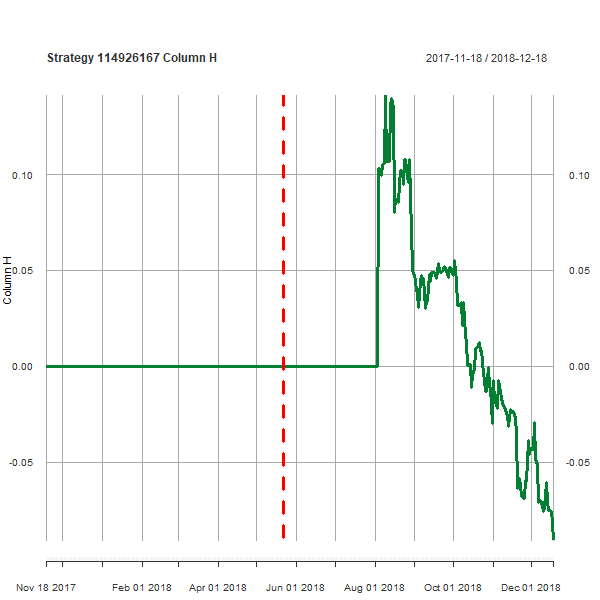 Strategy 114926167 Column H 2017-11-18 / 2018-12-18
0.10 0.10
0.05 0.05
Column H
0.00 0.00
-0.05 -0.05
Nov 18 2017 Feb 01 2018 Apr 01 2018 Jun 01 2018 Aug 01 2018 Oct 01 2018 Dec 01 2018